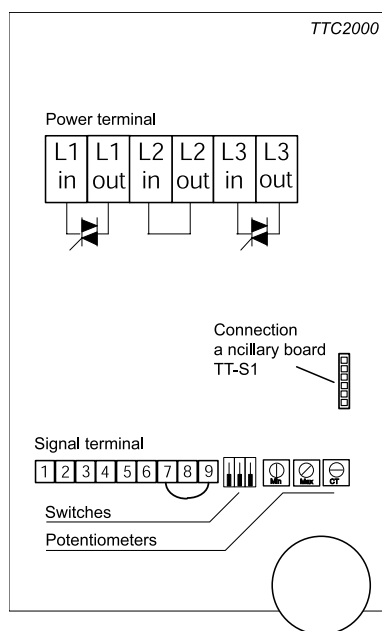 TTC2000
Power terminal
L1 L1 L2 L2 L3 L3
in out in out in out
Connection
a ncillary board
TT-S1
Signal terminal
1 2 3 4 5 6 7 8 9
Min Max CT
Switches
Potentiometers